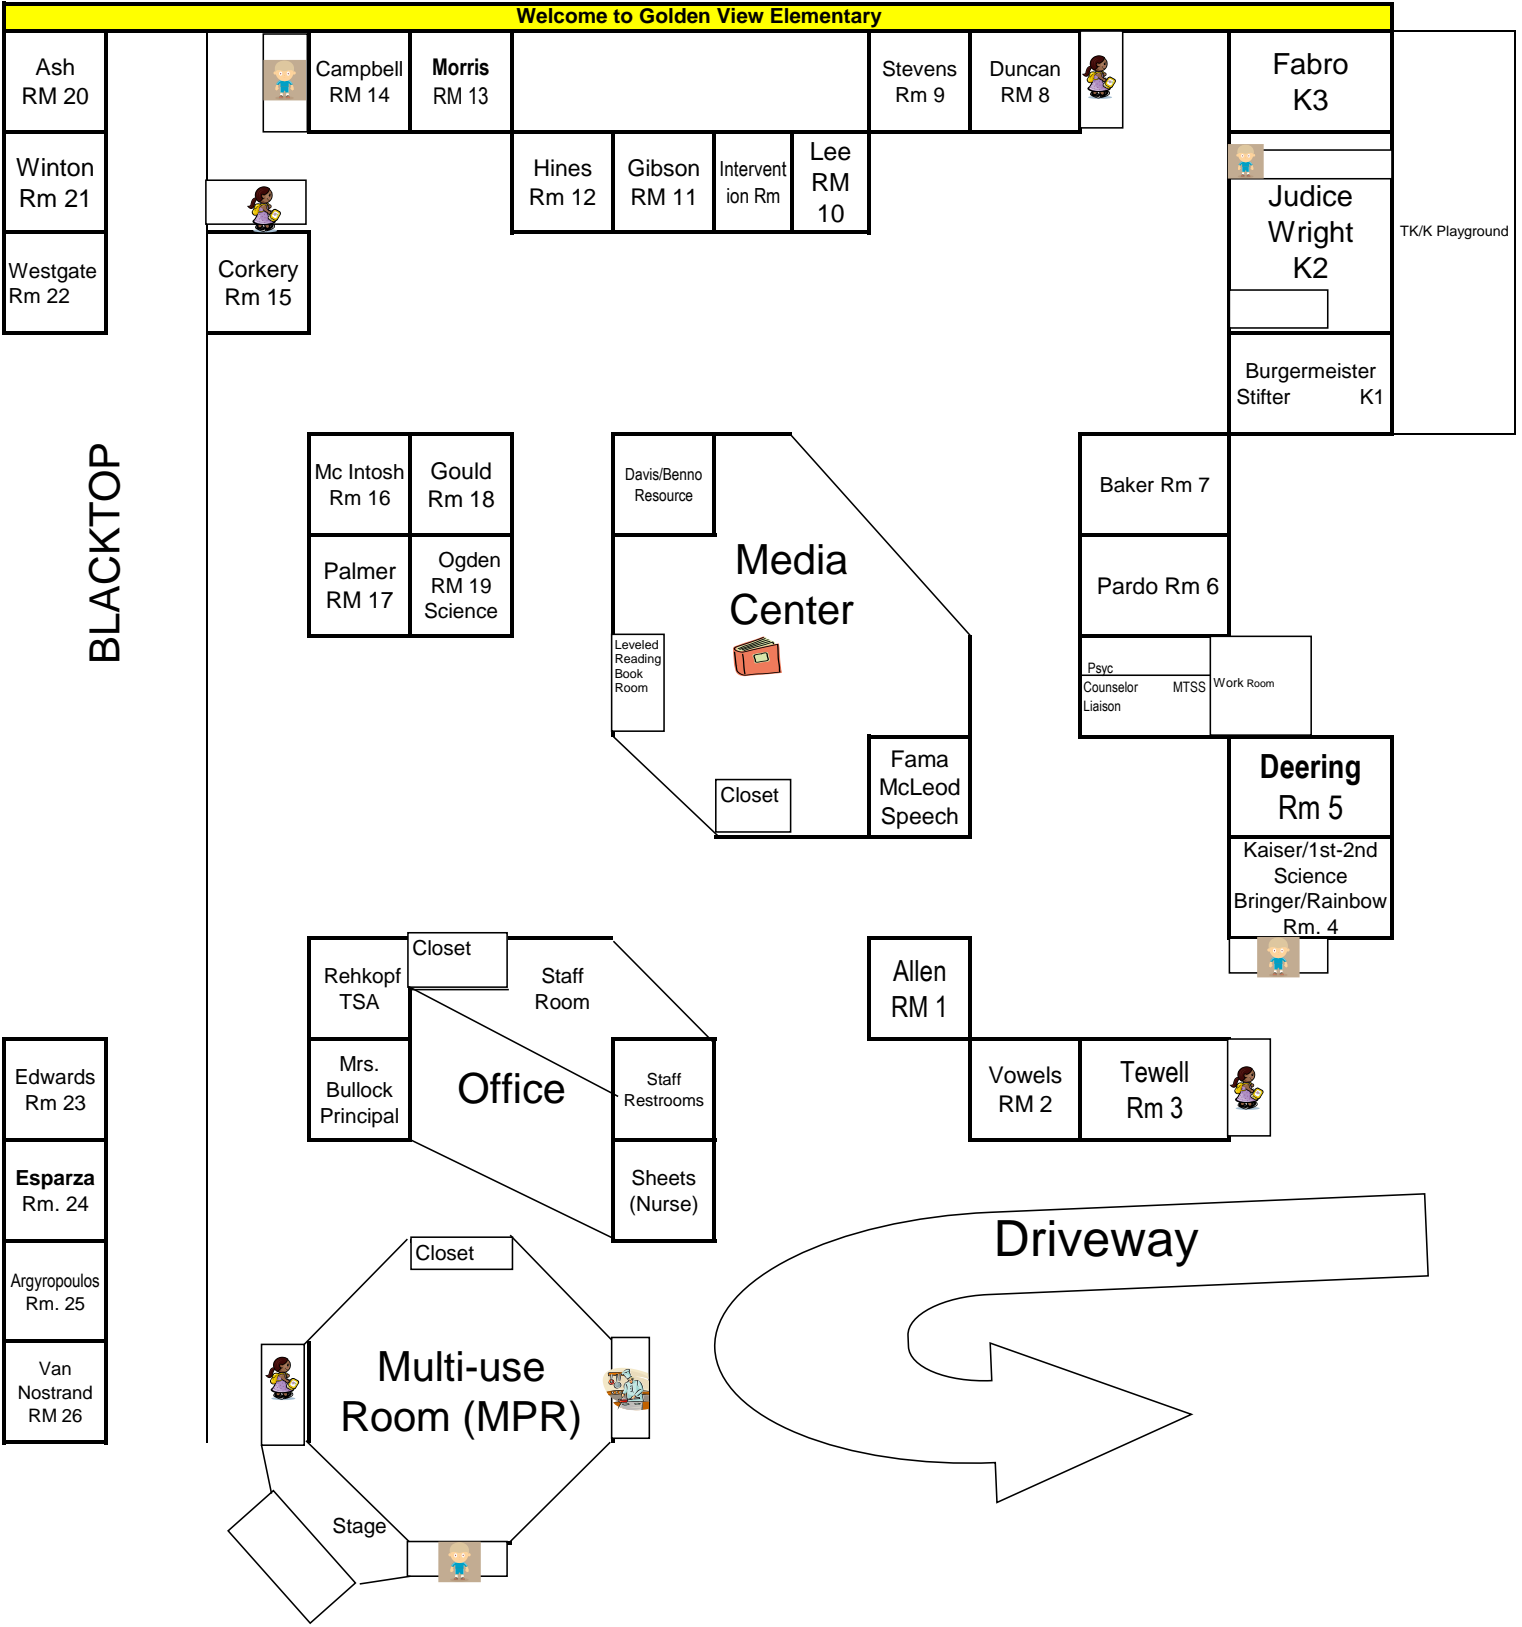 Welcome to Golden View Elementary
Ash
RM 20
Campbell
RM 14
Morris
RM 13
Stevens
Rm 9
Duncan
RM 8
Fabro
K3
Winton
Rm 21
Hines
Rm 12
Gibson
RM 11
Intervent
ion Rm
Lee
RM
10
Judice
Wright
K2
TK/K Playground
Westgate
Rm 22
Corkery
Rm 15
Burgermeister
Stifter K1
BLACKTOP
Mc Intosh
Rm 16
Gould
Rm 18
Davis/Benno
Resource
Baker Rm 7
Palmer
RM 17
Ogden
RM 19
Science
Media
Center
Pardo Rm 6
Leveled
Reading
Book
Room
Psyc
Counselor MTSS
Liaison
Work Room
Closet
Fama
McLeod
Speech
Deering
Rm 5
Kaiser/1st-2nd
Science
Bringer/Rainbow
Rm. 4
Rehkopf
TSA
Closet
Staff
Room
Allen
RM 1
Edwards
Rm 23
Mrs.
Bullock
Principal
Office
Staff
Restrooms
Vowels
RM 2
Tewell
Rm 3
Esparza
Rm. 24
Sheets
(Nurse)
Driveway
Argyropoulos
Rm. 25
Closet
Van
Nostrand
RM 26
Multi-use
Room (MPR)
Stage